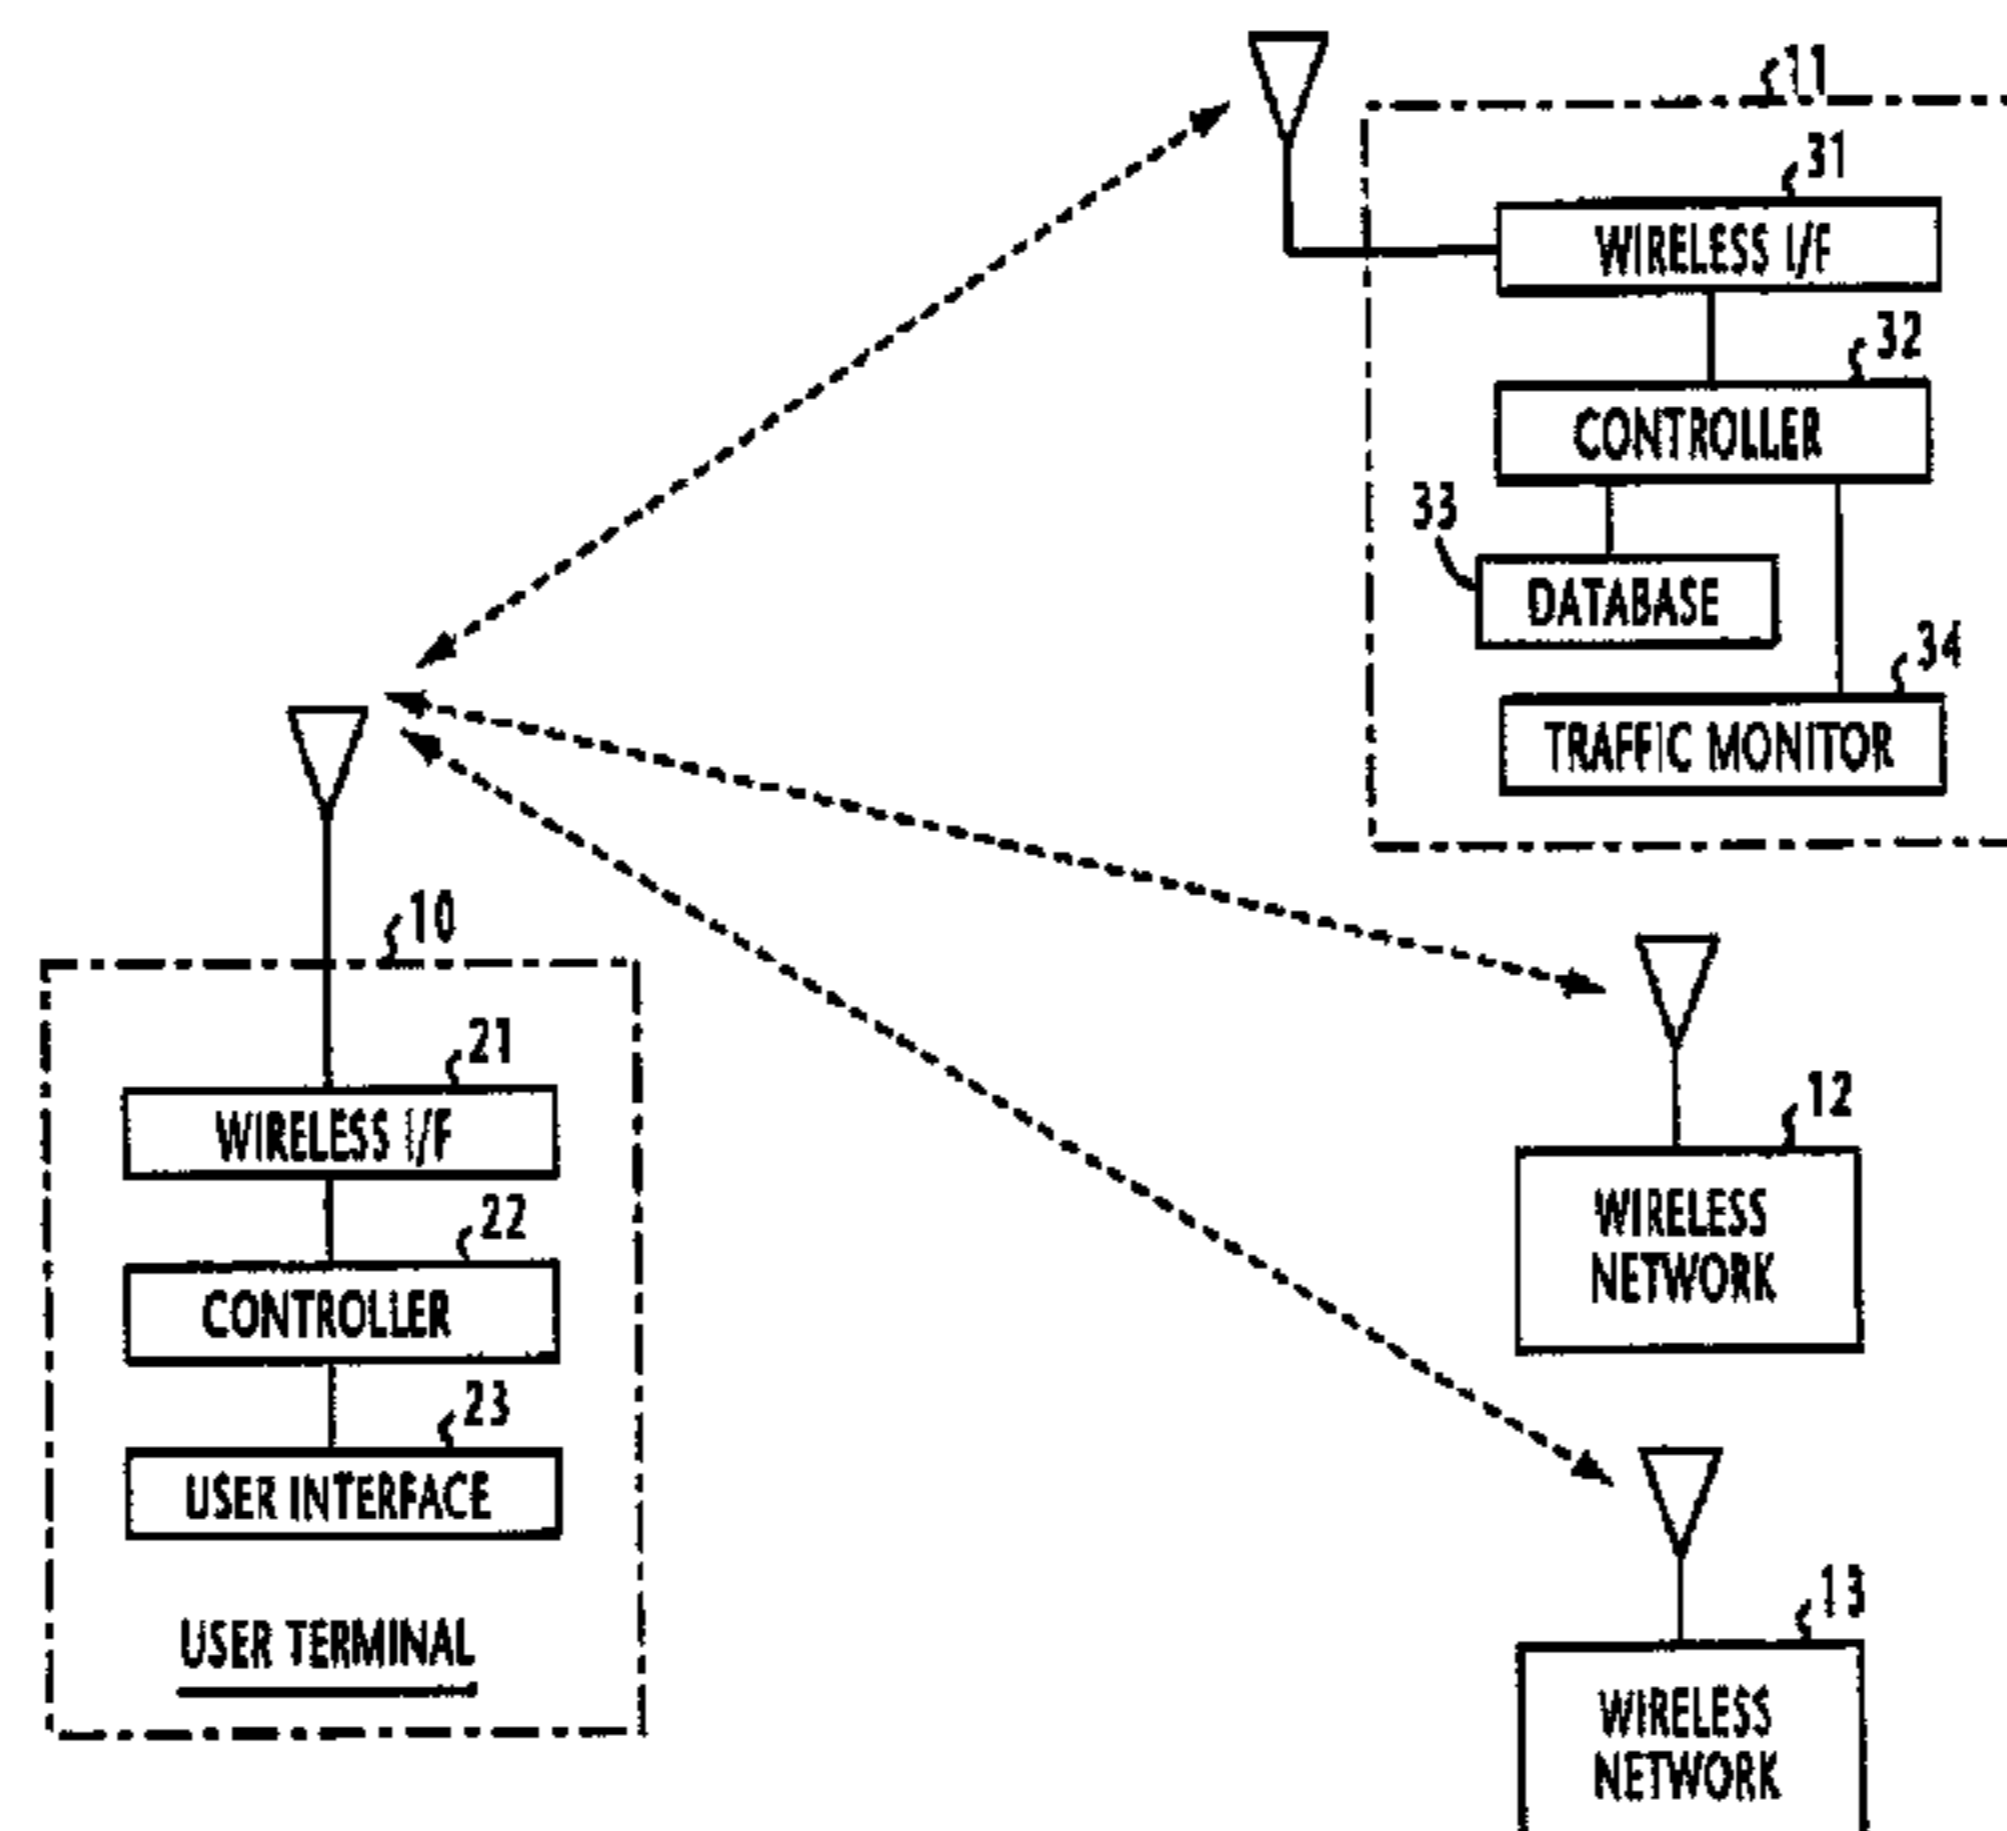 11
31
WIRELESS I/F
32
CONTROLLER
33
DATABASE
34
TRAFFIC MONITOR
10
21
WIRELESS I/F
22
CONTROLLER
23
USER INTERFACE
USER TERMINAL
12
WIRELESS
NETWORK
13
WIRELESS
NETWORK